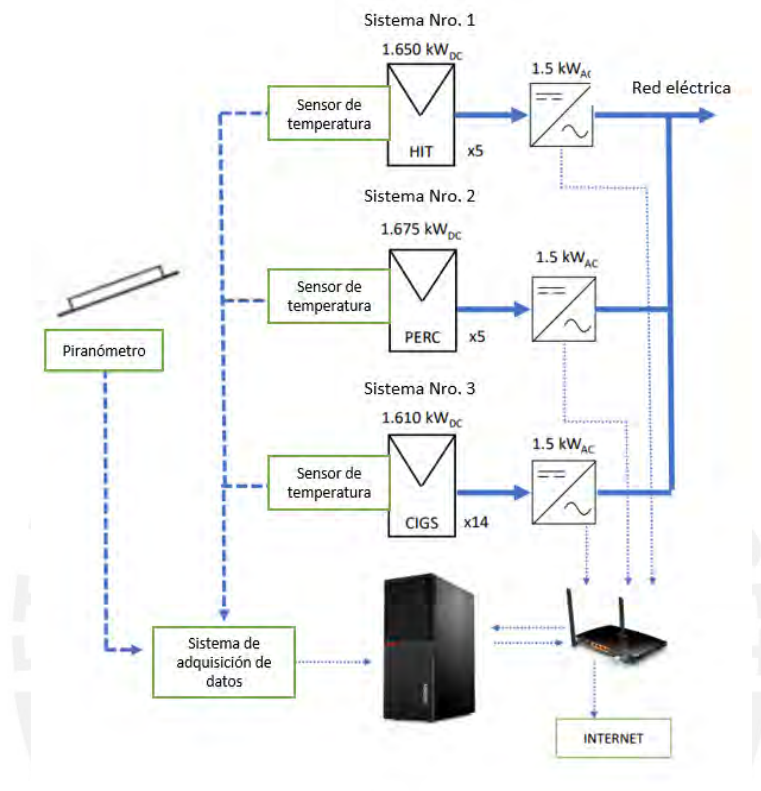 Sistema Nro. 1
1.650 kWDC
1.5 kWAC
Red eléctrica
Sensor de
temperatura
HIT
x5
Sistema Nro. 2
1.675 kWDC
1.5 kWAC
Sensor de
temperatura
PERC
x5
Piranómetro
Sistema Nro. 3
1.610 kWDC
1.5 kWAC
Sensor de
temperatura
CIGS
x14
Sistema de
adquisición de
datos
INTERNET